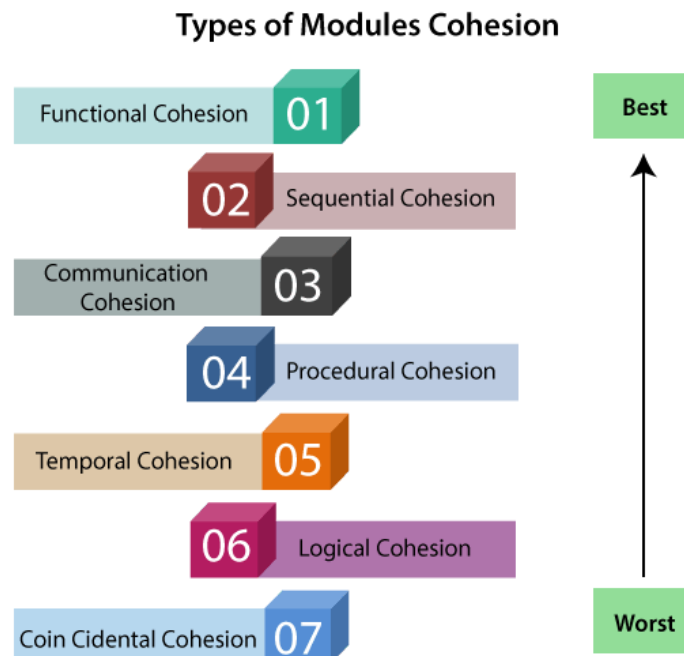 Types of Modules Cohesion
Functional Cohesion 01
Best
02 Sequential Cohesion
Communication
Cohesion
03
04 Procedural Cohesion
Temporal Cohesion 05
06 Logical Cohesion
Coin Cidental Cohesion 07
Worst